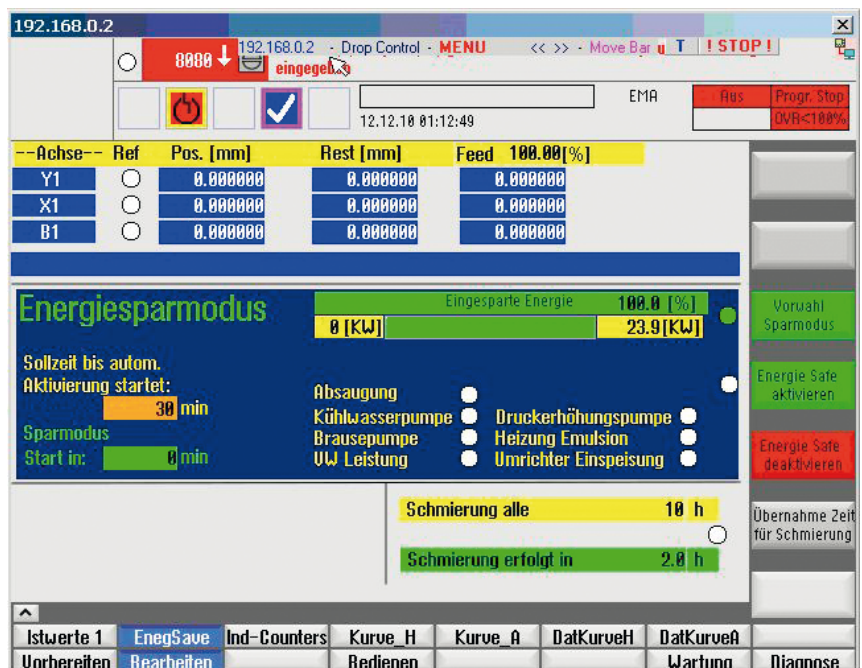 192.168.0.2
8080 192.168.0.2 - Drop Control - MENU << >> - Move Bar u T ! STOP !
eingegeben
EMA Aus Progr. Stop
12.12.10 01:12:49 OVR<100%
--Achse-- Ref Pos. [mm] Rest [mm] Feed 100.00[%]
Y1 0.000000 0.000000 0.000000
X1 0.000000 0.000000 0.000000
B1 0.000000 0.000000 0.000000
Energiesparmodus
Eingesparte Energie 100.0 [%]
0 [KW] 23.9[KW]
Vorwahl
Sparmodus
Sollzeit bis autom.
Aktivierung startet:
30 min
Sparmodus
Start in: 0 min
Absaugung
Kühlwasserpumpe Druckerhöhungspumpe
Brausepumpe Heizung Emulsion
VW Leistung Umrichter Einspeisung
Energie Safe
aktivieren
Energie Safe
deaktivieren
Schmierung alle 10 h
Schmierung erfolgt in 2.0 h
Übernahme Zeit
für Schmierung
Istwerte 1 EnegSave Ind-Counters Kurve_H Kurve_A DatKurveH DatKurveA
Vorbereiten Bearbeiten Bedienen Wartung Diagnose